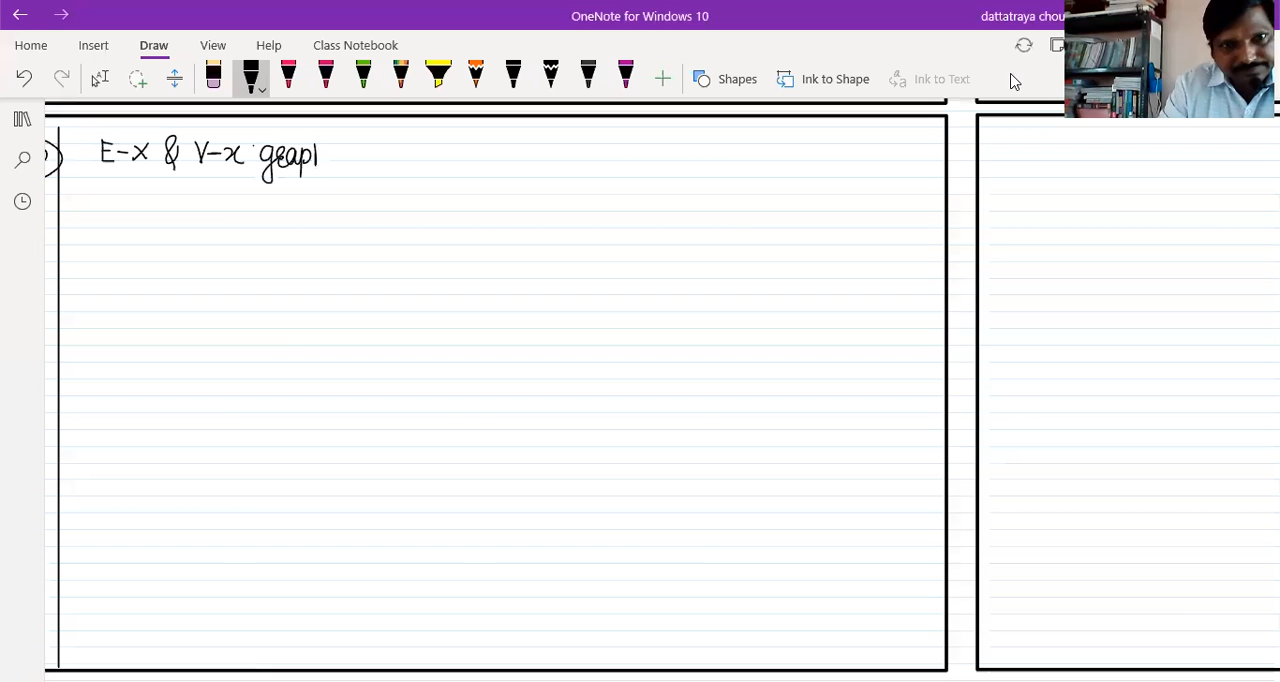 OneNote for Windows 10
dattatraya chou
Home Insert Draw View Help Class Notebook
Shapes Ink to Shape Ink to Text
E-x & V-x grap